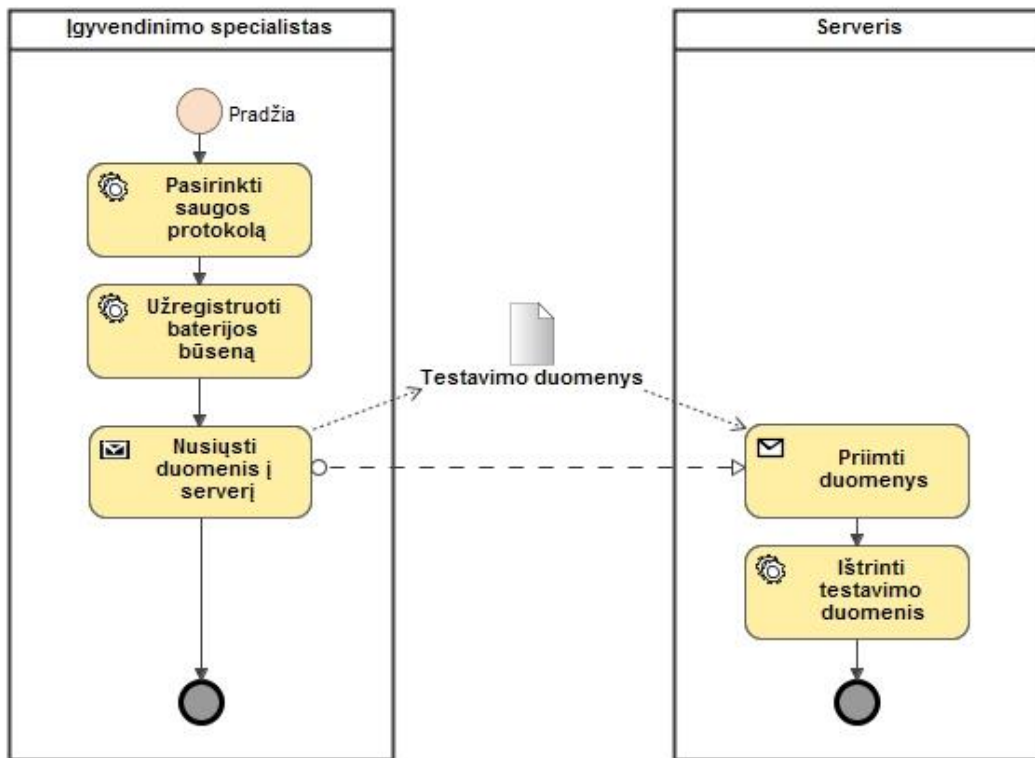 Įgyvendinimo specialistas
Serveris
Pradžia
Pasirinkti
saugos
protokolą
Užregistruoti
baterijos
būseną
Testavimo duomenys
Nusiųsti
duomenis į
serverį
Priimti
duomenys
Ištrinti
testavimo
duomenis